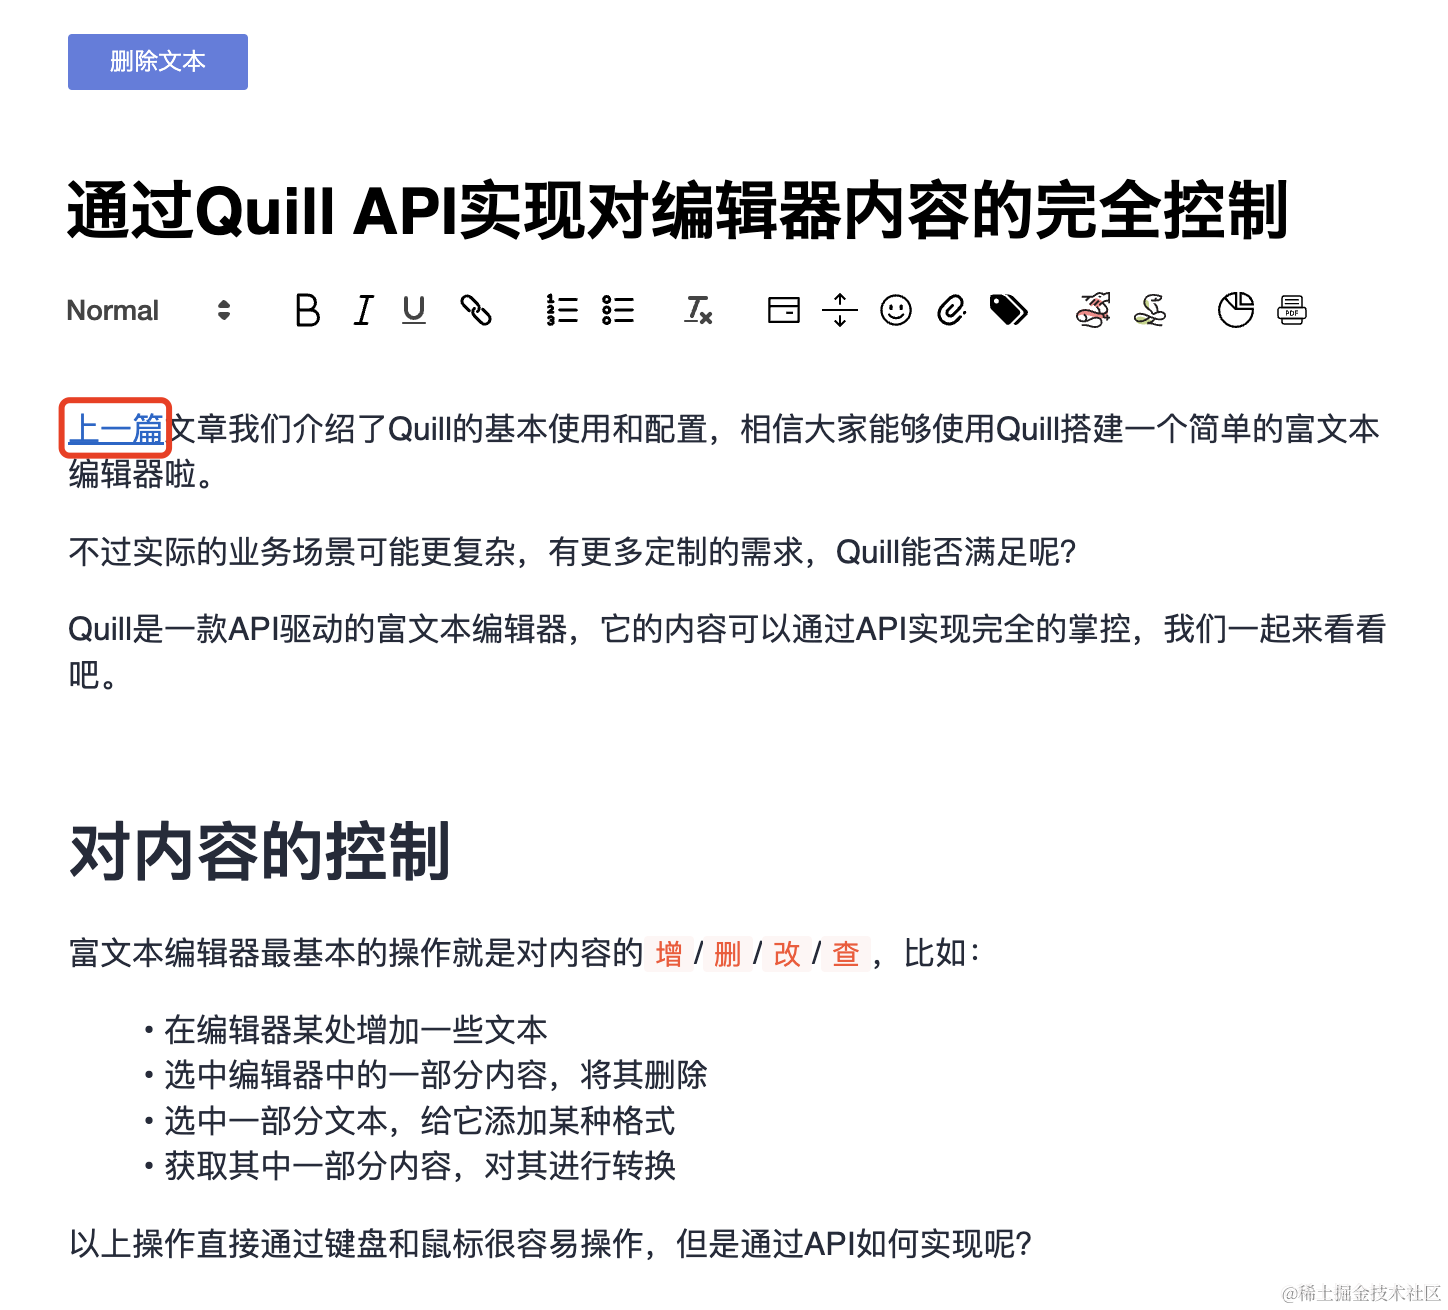 删除文本
通过Quill API实现对编辑器内容的完全控制
Normal
上一篇文章我们介绍了Quill的基本使用和配置，相信大家能够使用Quill搭建一个简单的富文本
编辑器啦。
不过实际的业务场景可能更复杂，有更多定制的需求，Quill能否满足呢？
Quill是一款API驱动的富文本编辑器，它的内容可以通过API实现完全的掌控，我们一起来看看
吧。
对内容的控制
富文本编辑器最基本的操作就是对内容的 增 / 删 / 改 / 查 ，比如：
• 在编辑器某处增加一些文本
• 选中编辑器中的一部分内容，将其删除
• 选中一部分文本，给它添加某种格式
• 获取其中一部分内容，对其进行转换
以上操作直接通过键盘和鼠标很容易操作，但是通过API如何实现呢？
@稀土掘金技术社区